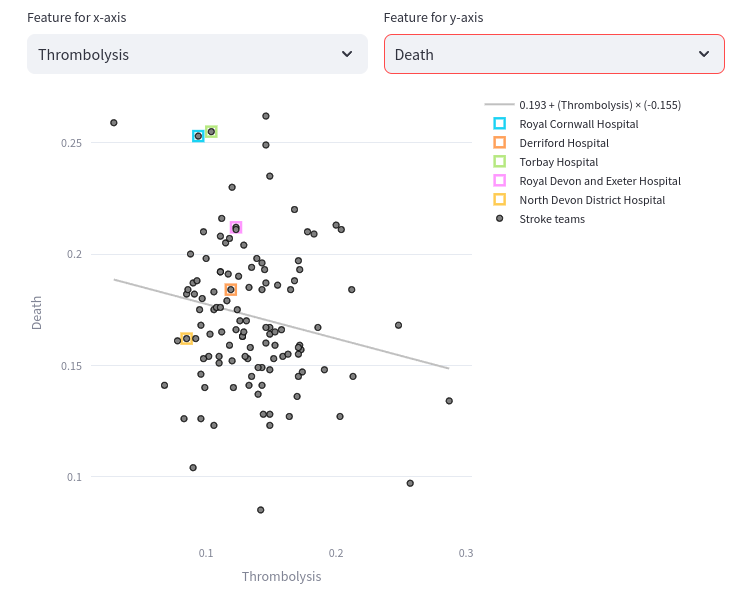 Feature for x-axis
Feature for y-axis
Thrombolysis
Death
0.193 + (Thrombolysis) × (-0.155)
Royal Cornwall Hospital
Derriford Hospital
Torbay Hospital
Royal Devon and Exeter Hospital
North Devon District Hospital
Stroke teams
0.25
0.2
0.15
0.1
Death
0.1
0.2
0.3
Thrombolysis